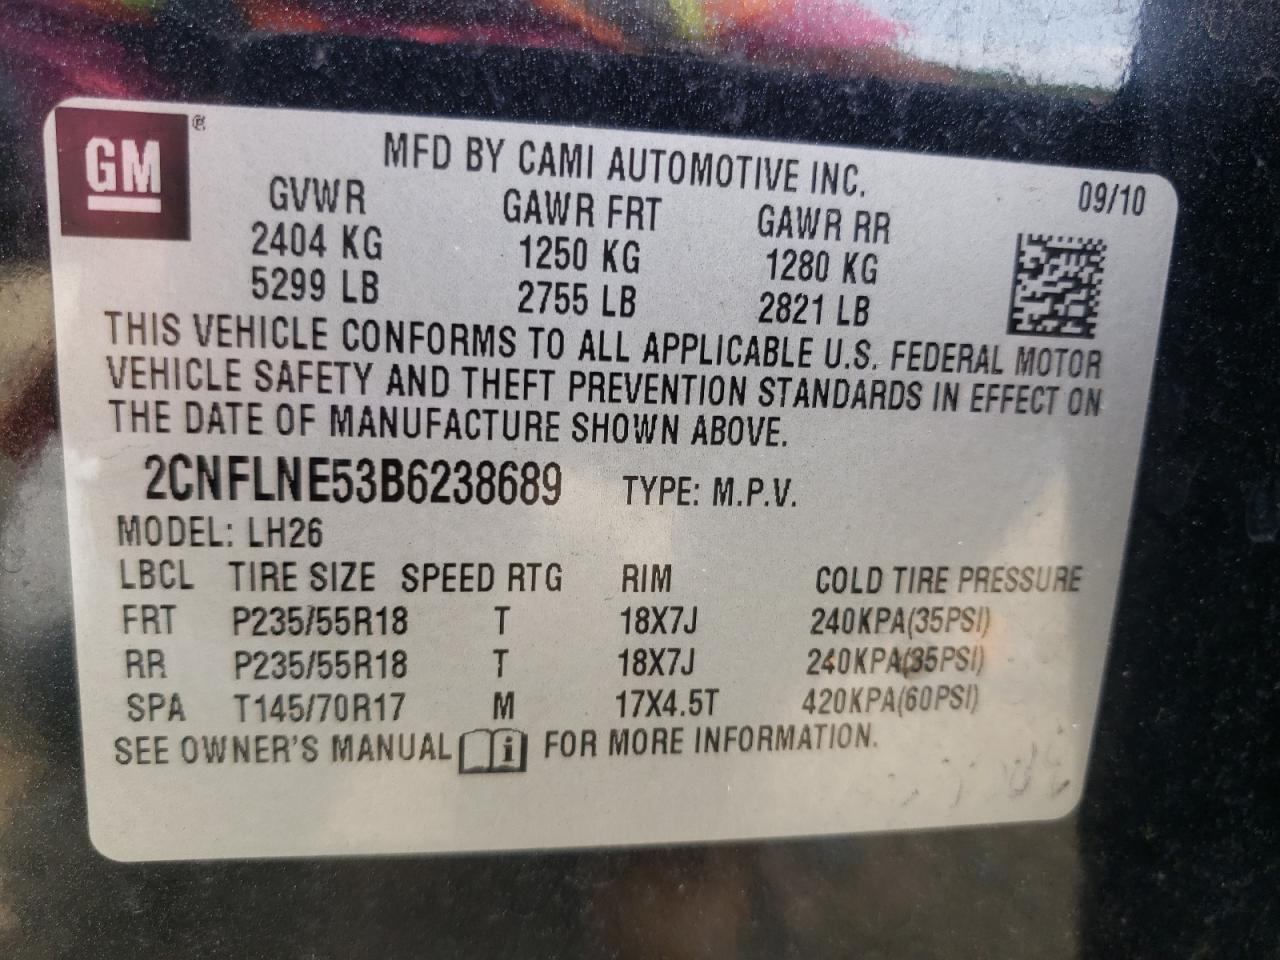 GM ®
MFD BY CAMI AUTOMOTIVE INC.
09/10
GVWR GAWR FRT GAWR RR
2404 KG 1250 KG 1280 KG
5299 LB 2755 LB 2821 LB
THIS VEHICLE CONFORMS TO ALL APPLICABLE U.S. FEDERAL MOTOR
VEHICLE SAFETY AND THEFT PREVENTION STANDARDS IN EFFECT ON
THE DATE OF MANUFACTURE SHOWN ABOVE.
2CNFLNE53B6238689 TYPE: M.P.V.
MODEL: LH26
LBCL TIRE SIZE SPEED RTG RIM COLD TIRE PRESSURE
FRT P235/55R18 T 18X7J 240KPA(35PSI)
RR P235/55R18 T 18X7J 240KPA(35PSI)
SPA T145/70R17 M 17X4.5T 420KPA(60PSI)
SEE OWNER'S MANUAL i FOR MORE INFORMATION.